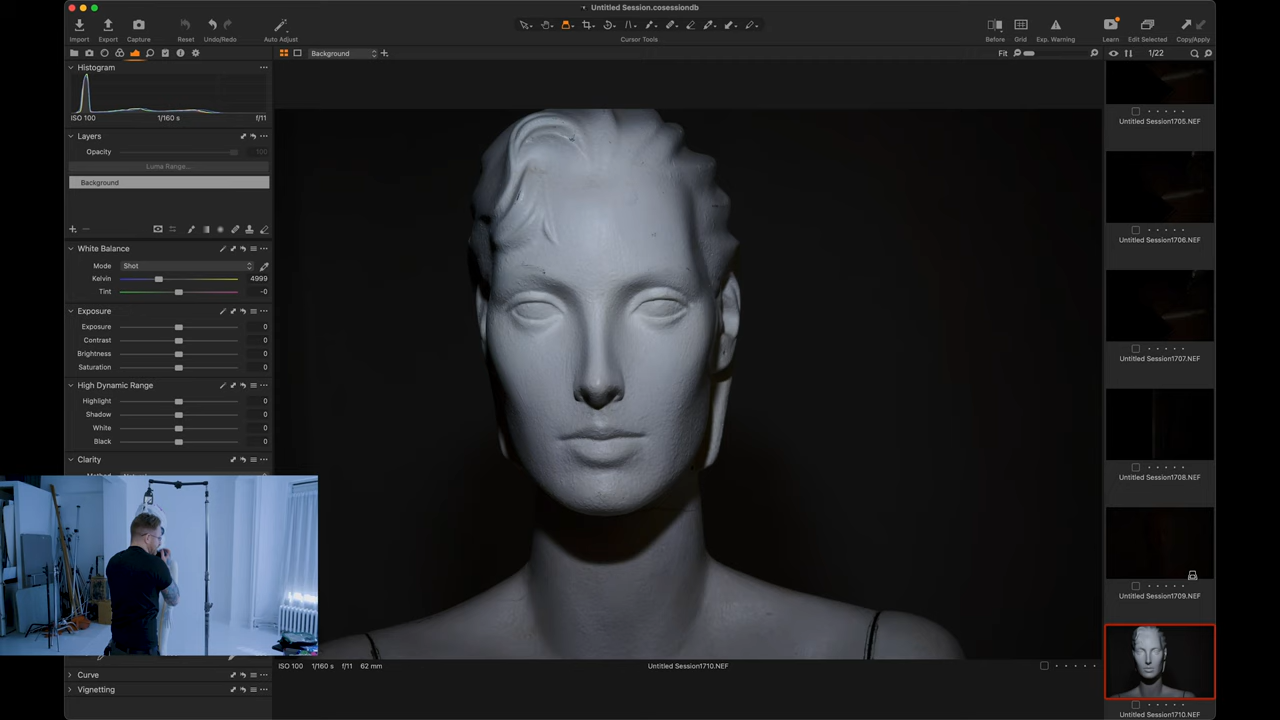 Untitled Session.cosessiondb
Import Export Capture Reset Undo/Redo Auto Adjust Cursor Tools Before Grid Exp. Warning Learn Edit Selected Copy/Apply
Background Fit 1/22
Histogram
ISO 100 1/160 s f/11
Layers
Opacity 100
Luma Range...
Background
White Balance
Mode Shot
Kelvin 4999
Tint -0
Exposure
Exposure 0
Contrast 0
Brightness 0
Saturation 0
High Dynamic Range
Highlight 0
Shadow 0
White 0
Black 0
Clarity
Curve
Vignetting
ISO 100 1/160 s f/11 62 mm Untitled Session1710.NEF
Untitled Session1705.NEF
Untitled Session1706.NEF
Untitled Session1707.NEF
Untitled Session1708.NEF
Untitled Session1709.NEF
Untitled Session1710.NEF